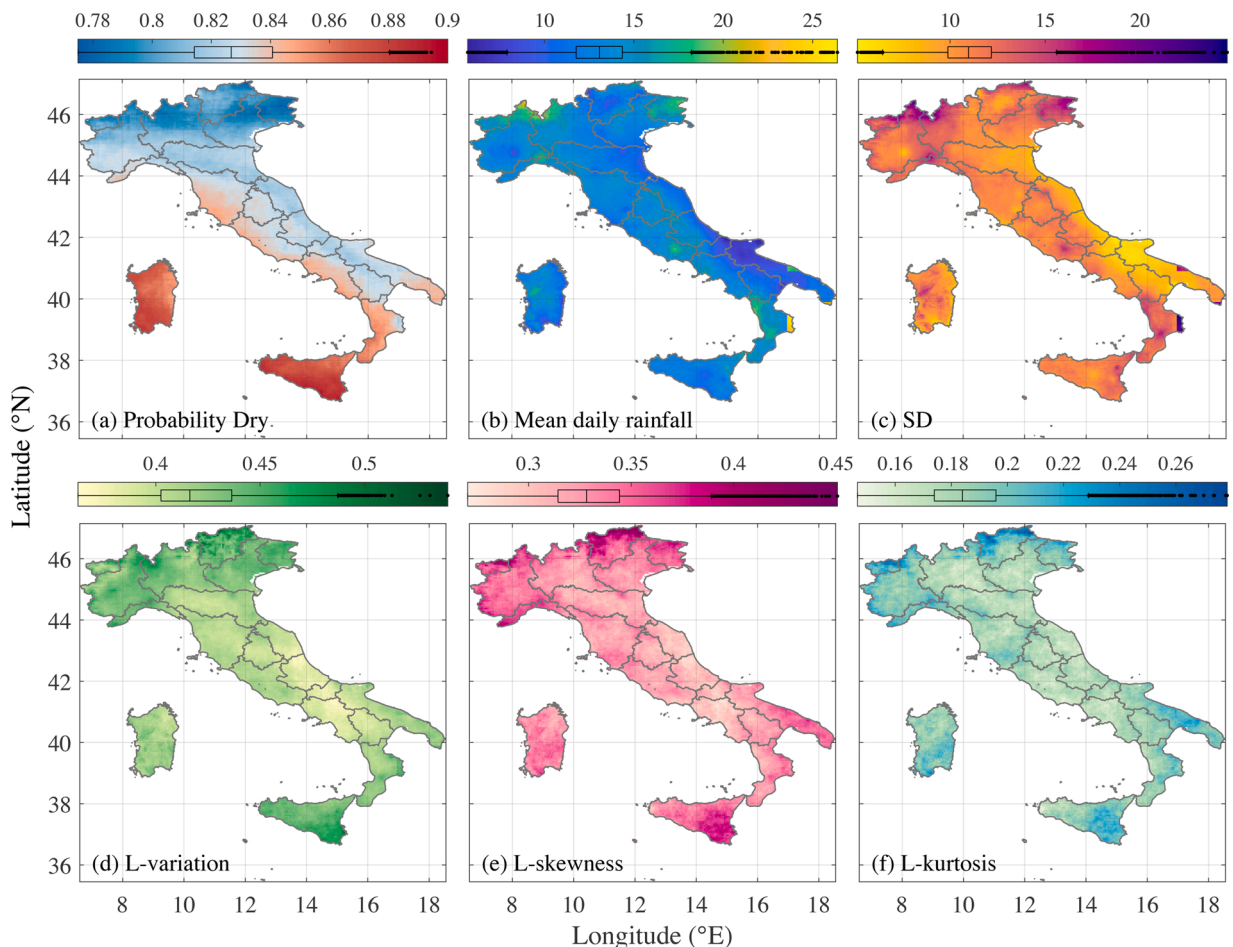 0.78 0.8 0.82 0.84 0.86 0.88 0.9
10 15 20 25
10 15 20
46
44
42
40
38
36
(a) Probability Dry
(b) Mean daily rainfall
(c) SD
Latitude (°N)
0.4 0.45 0.5
0.3 0.35 0.4 0.45
0.16 0.18 0.2 0.22 0.24 0.26
46
44
42
40
38
36
(d) L-variation
(e) L-skewness
(f) L-kurtosis
8 10 12 14 16 18
8 10 12 14 16 18
8 10 12 14 16 18
Longitude (°E)